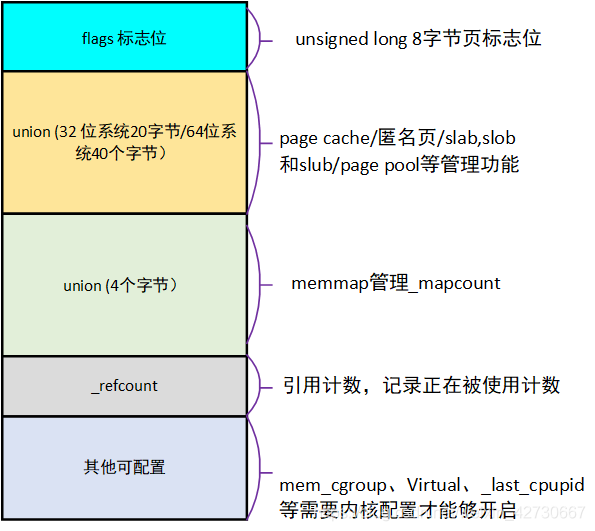 flags 标志位
unsigned long 8字节页标志位
union (32 位系统20字节/64位系
统40个字节）
page cache/匿名页/slab,slob
和slub/page pool等管理功能
union (4个字节）
memmap管理_mapcount
_refcount
引用计数，记录正在被使用计数
其他可配置
mem_cgroup、Virtual、_last_cpupid
等需要内核配置才能够开启
42730667